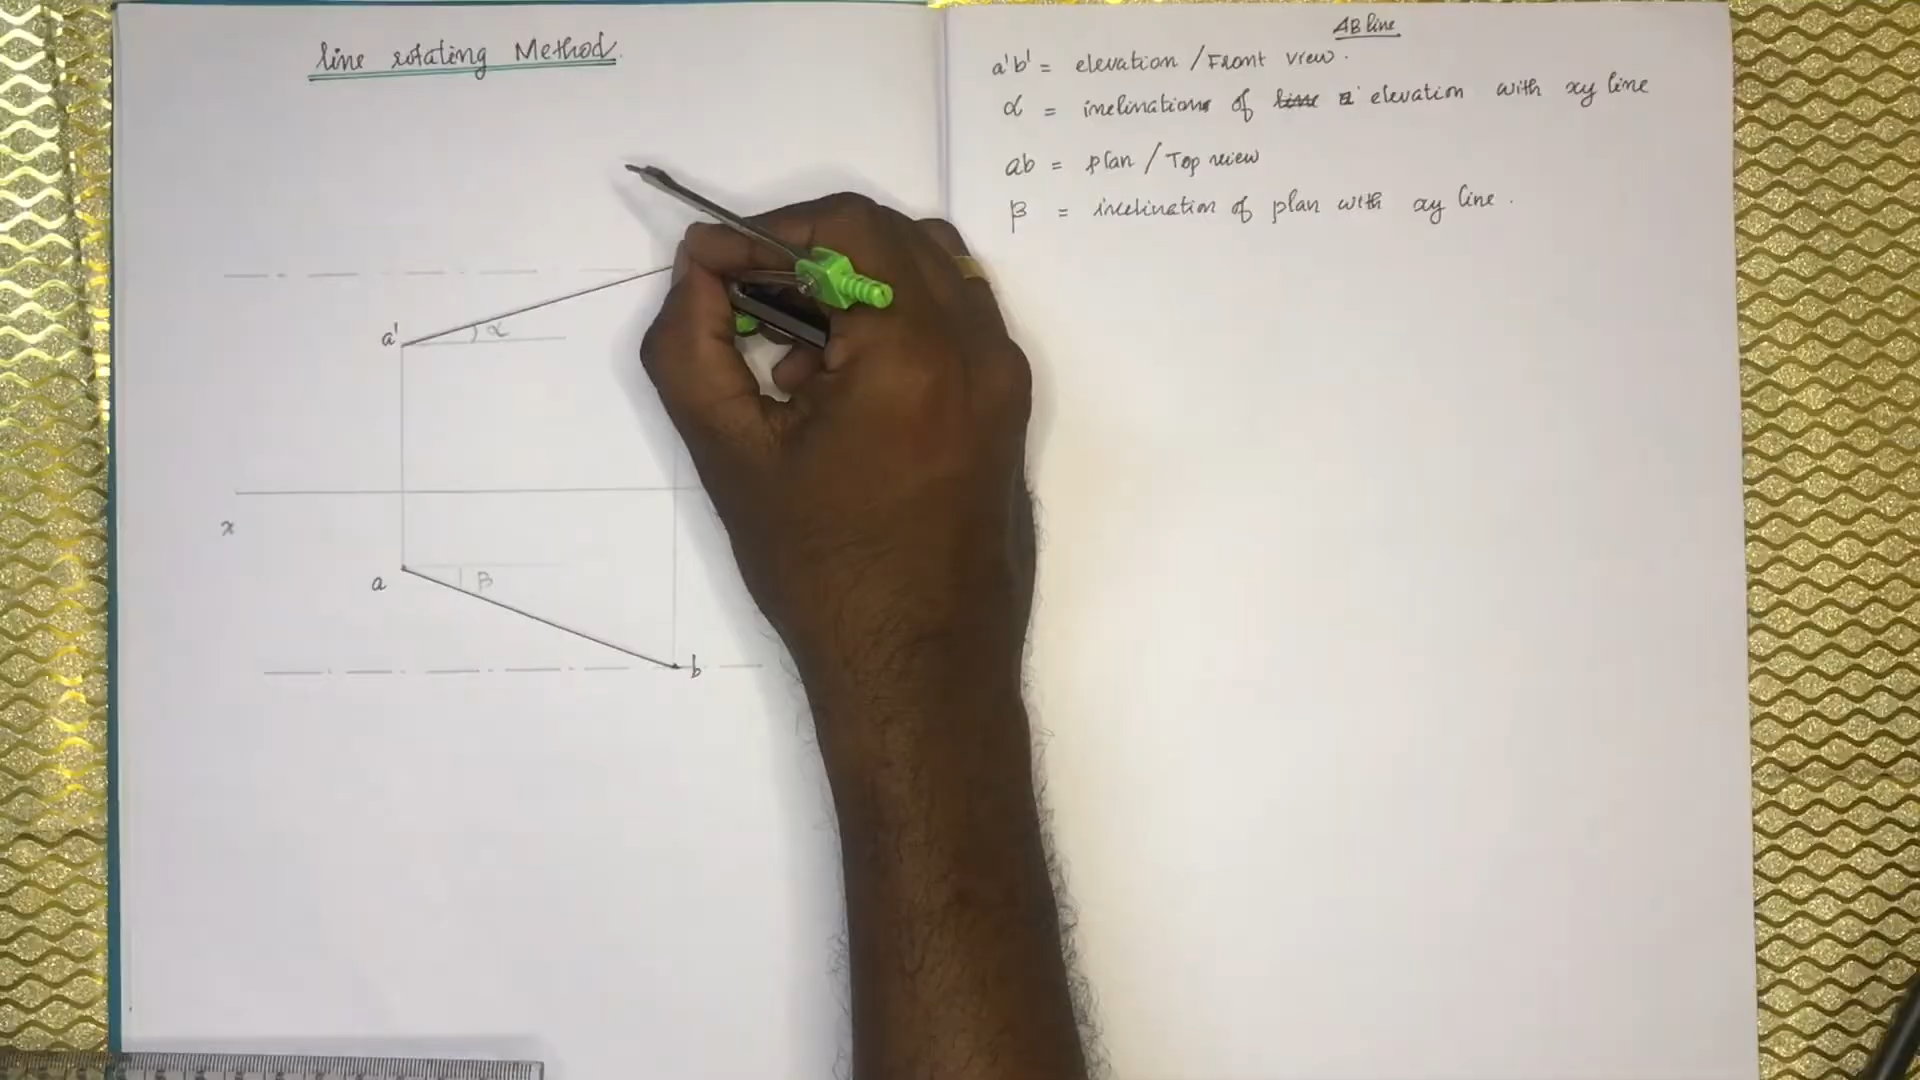 line rotating Method.
a'
α
x
a
β
b
AB line
a'b' = elevation / Front view.
α = inclination of elevation with xy line
ab = plan / Top view
β = inclination of plan with xy line.